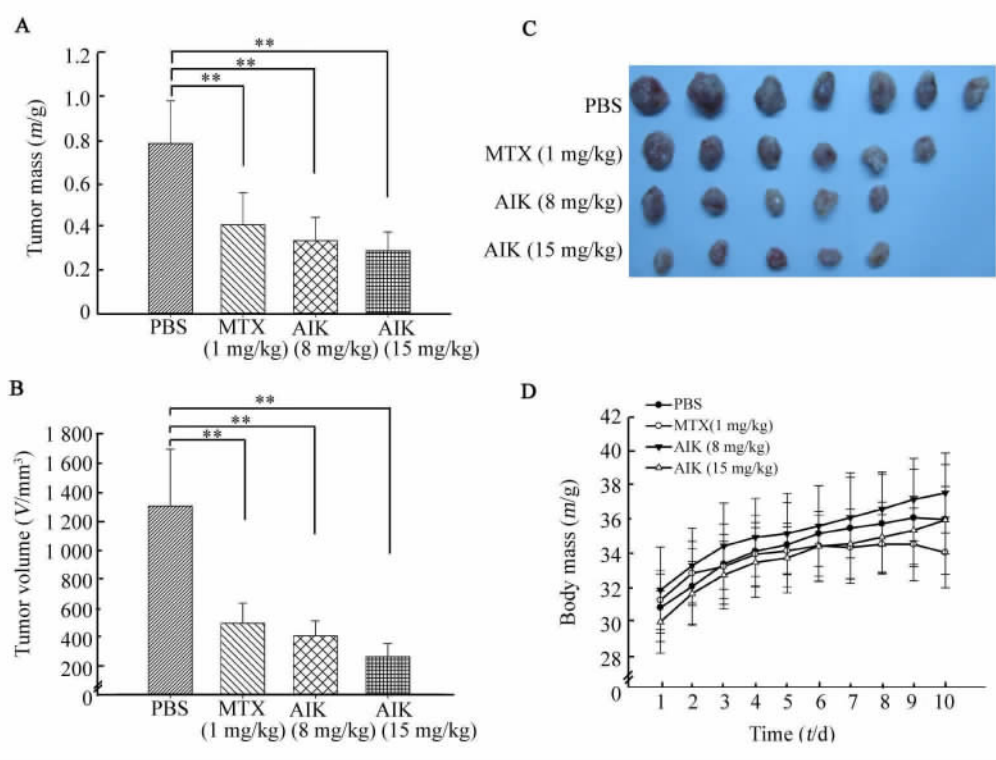 A
1.2
1.0
0.8
0.6
0.4
0.2
0
Tumor mass (m/g)
**
**
**
PBS MTX AIK AIK
(1 mg/kg) (8 mg/kg) (15 mg/kg)
B
1 800
1 600
1 400
1 200
1 000
800
600
400
200
0
Tumor volume (V/mm³)
**
**
**
PBS MTX AIK AIK
(1 mg/kg) (8 mg/kg) (15 mg/kg)
C
PBS
MTX (1 mg/kg)
AIK (8 mg/kg)
AIK (15 mg/kg)
D
PBS
MTX(1 mg/kg)
AIK (8 mg/kg)
AIK (15 mg/kg)
42
40
38
36
34
32
30
28
0
Body mass (m/g)
1 2 3 4 5 6 7 8 9 10
Time (t/d)